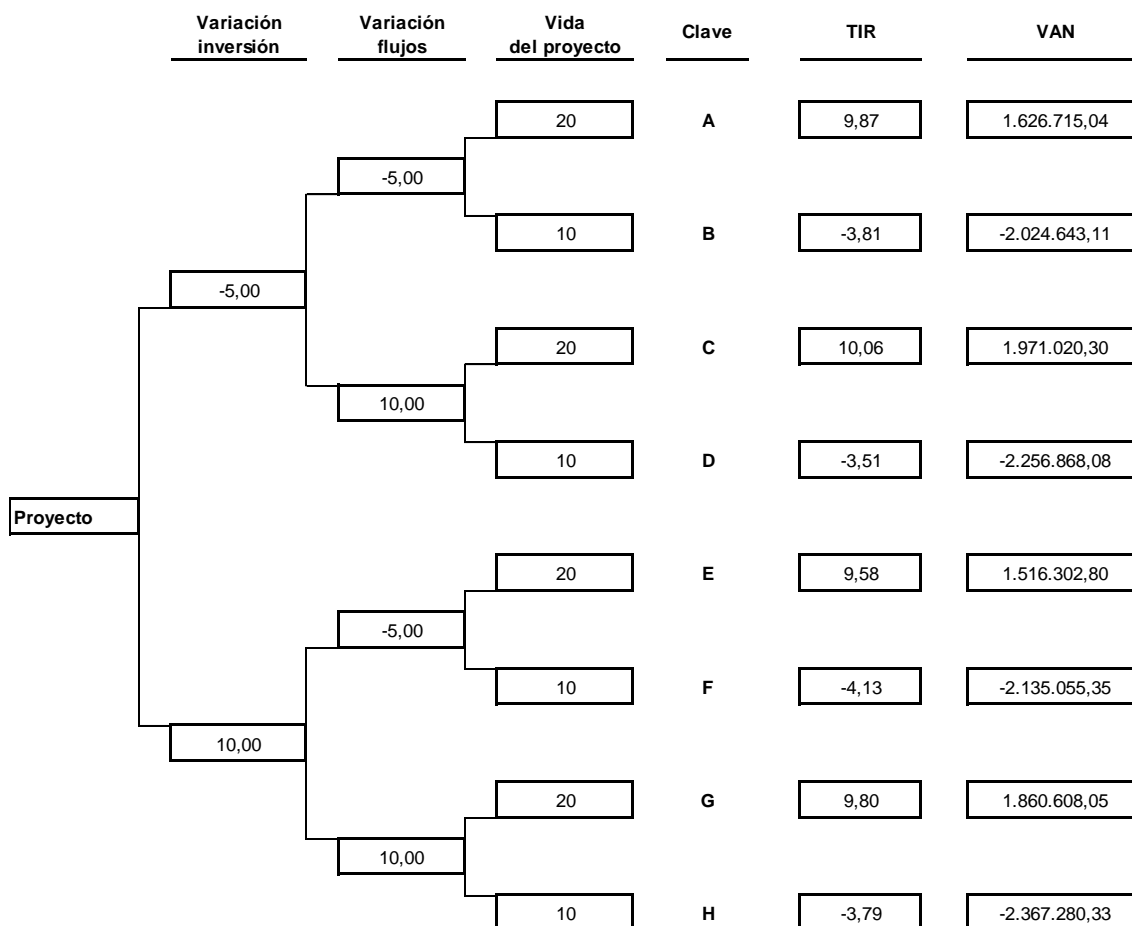 Variación inversión
Variación flujos
Vida del proyecto
Clave
TIR
VAN
20
A
9,87
1.626.715,04
-5,00
10
B
-3,81
-2.024.643,11
-5,00
20
C
10,06
1.971.020,30
10,00
10
D
-3,51
-2.256.868,08
Proyecto
20
E
9,58
1.516.302,80
-5,00
10
F
-4,13
-2.135.055,35
10,00
20
G
9,80
1.860.608,05
10,00
10
H
-3,79
-2.367.280,33